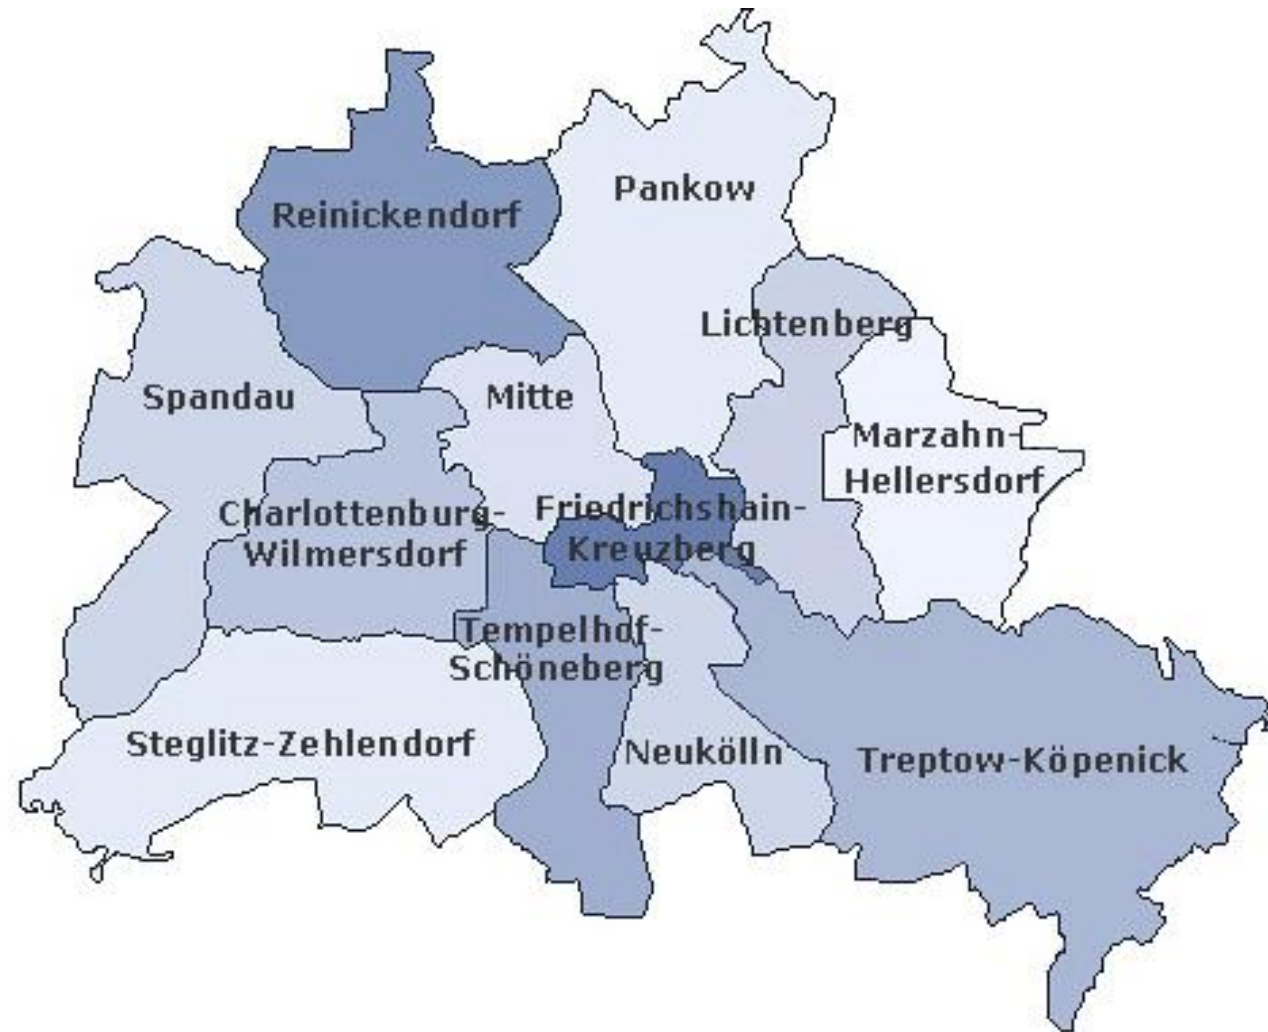 Pankow
Reinickendorf
Lichtenberg
Spandau
Mitte
Marzahn-
Hellersdorf
Charlottenburg-
Wilmersdorf
Friedrichshain-
Kreuzberg
Tempelhof-
Schöneberg
Steglitz-Zehlendorf
Neukölln
Treptow-Köpenick